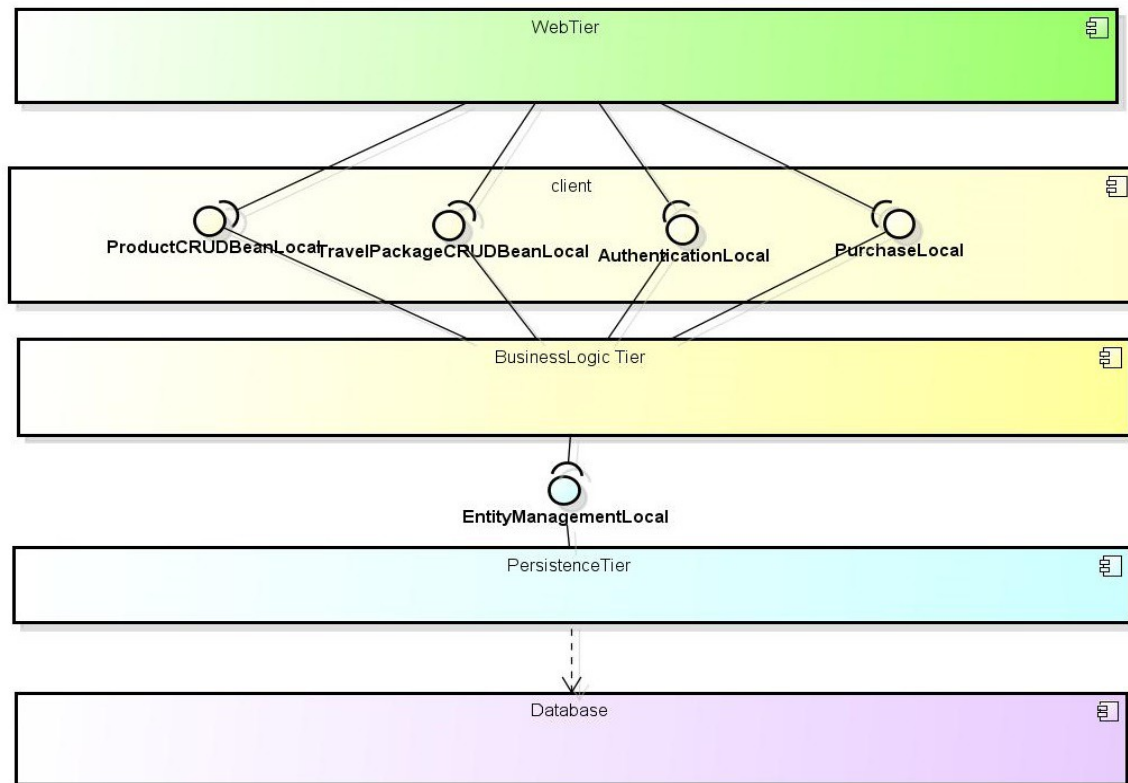 WebTier
client
ProductCRUDBeanLocal
TravelPackageCRUDBeanLocal
AuthenticationLocal
PurchaseLocal
BusinessLogic Tier
EntityManagementLocal
PersistenceTier
Database